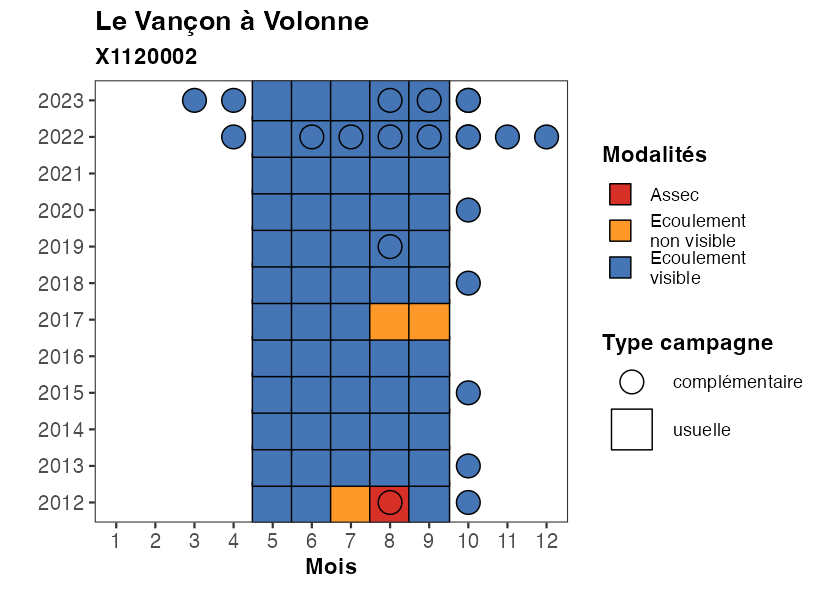 Le Vançon à Volonne
X1120002
2023
2022
2021
2020
2019
2018
2017
2016
2015
2014
2013
2012
1 2 3 4 5 6 7 8 9 10 11 12
Mois
Modalités
Assec
Ecoulement
non visible
Ecoulement
visible
Type campagne
complémentaire
usuelle